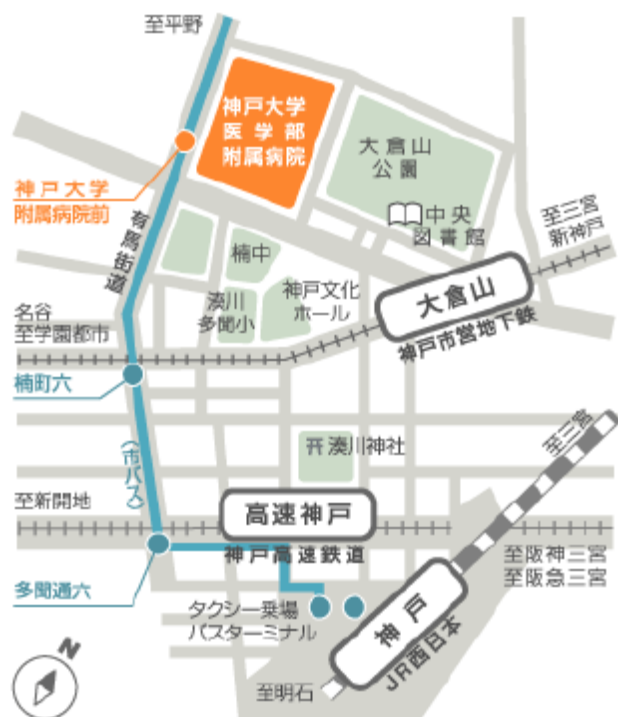 至平野
神戸大学
医学部
附属病院
大倉山
公園
神戸大学
附属病院前
中央
図書館
至三宮
新神戸
有馬街道
楠中
湊川
多聞小
神戸文化
ホール
大倉山
神戸市営地下鉄
名谷
至学園都市
楠町六
(市バス)
湊川神社
至三宮
至新開地
高速神戸
神戸高速鉄道
至阪神三宮
至阪急三宮
多聞通六
タクシー乗場
バスターミナル
神戸
JR西日本
至明石
N